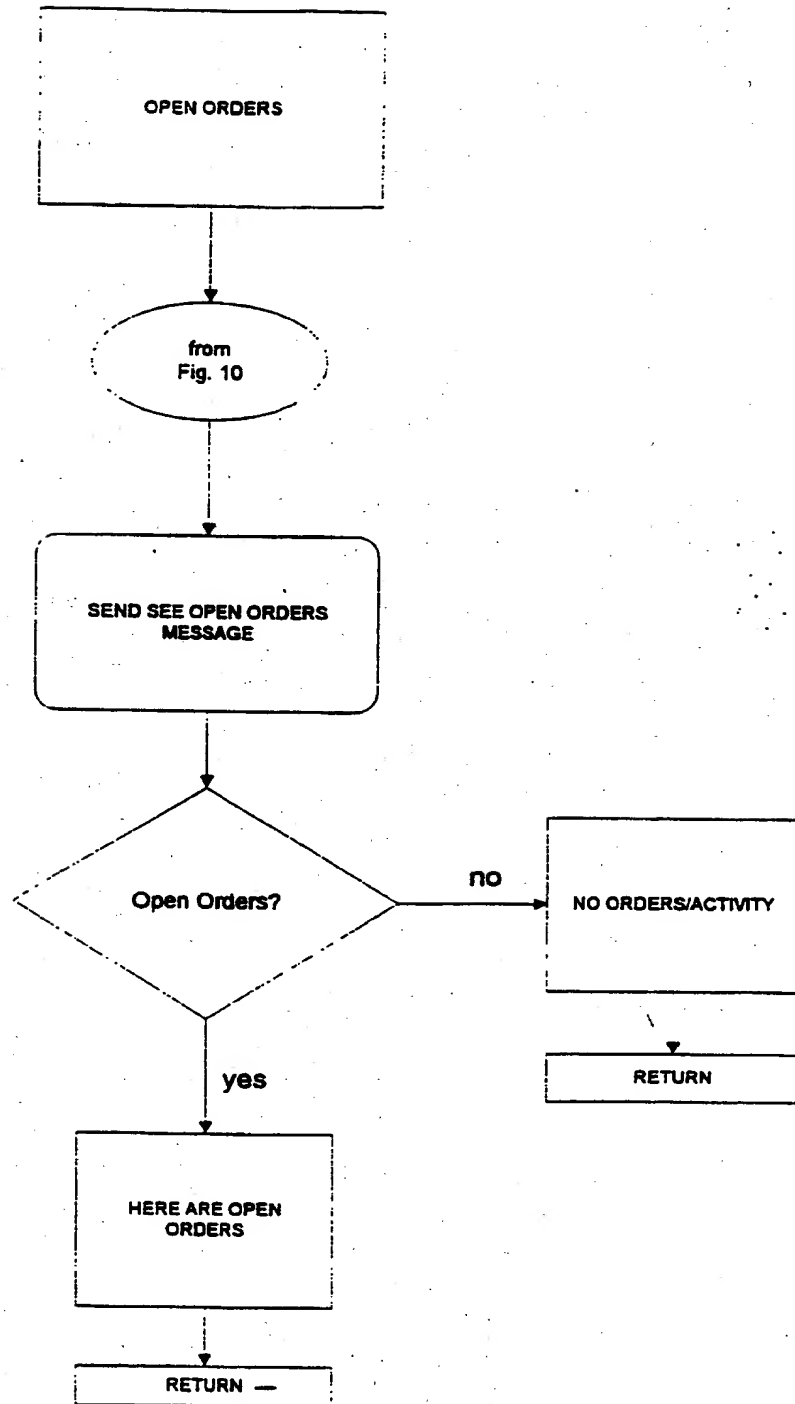 OPEN ORDERS
from
Fig. 10
SEND SEE OPEN ORDERS
MESSAGE
Open Orders?
no
NO ORDERS/ACTIVITY
RETURN
yes
HERE ARE OPEN
ORDERS
RETURN